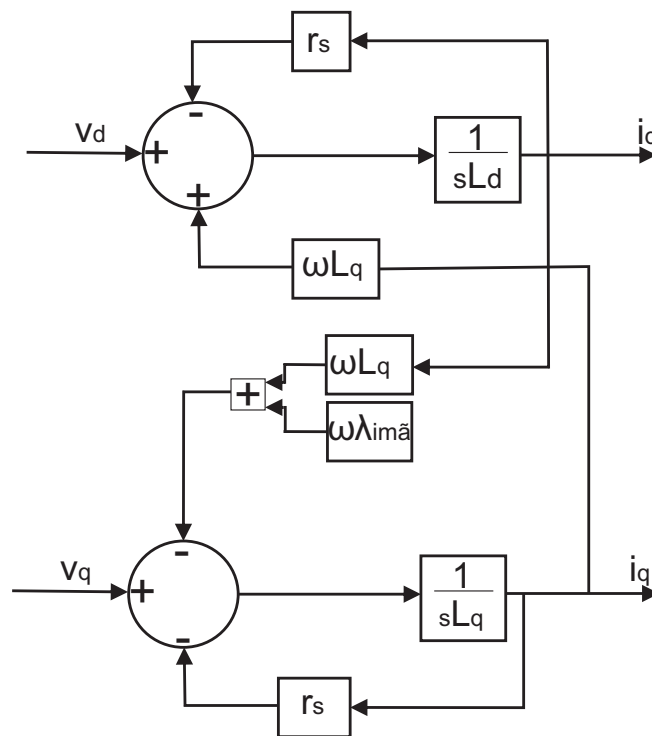 rs
-
vd
+
+
1
sLd
id
ωLq
ωLq
+
ωλimã
-
vq
+
-
1
sLq
iq
rs